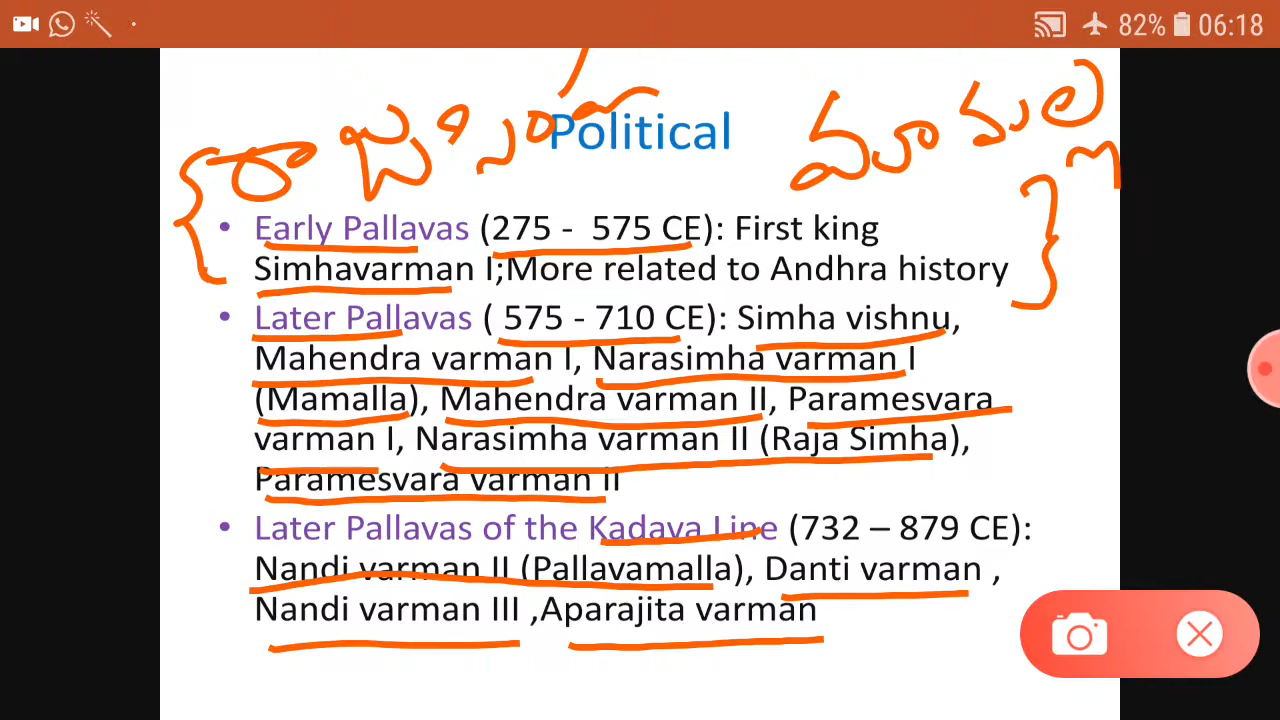 82% 06:18
Political
• Early Pallavas (275 - 575 CE): First king
Simhavarman I;More related to Andhra history
• Later Pallavas ( 575 - 710 CE): Simha vishnu,
Mahendra varman I, Narasimha varman I
(Mamalla), Mahendra varman II, Paramesvara
varman I, Narasimha varman II (Raja Simha),
Paramesvara varman II
• Later Pallavas of the Kadava Line (732 – 879 CE):
Nandi varman II (Pallavamalla), Danti varman ,
Nandi varman III ,Aparajita varman